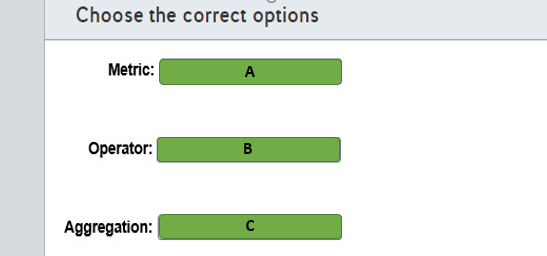 Choose the correct options
Metric: A
Operator: B
Aggregation: C